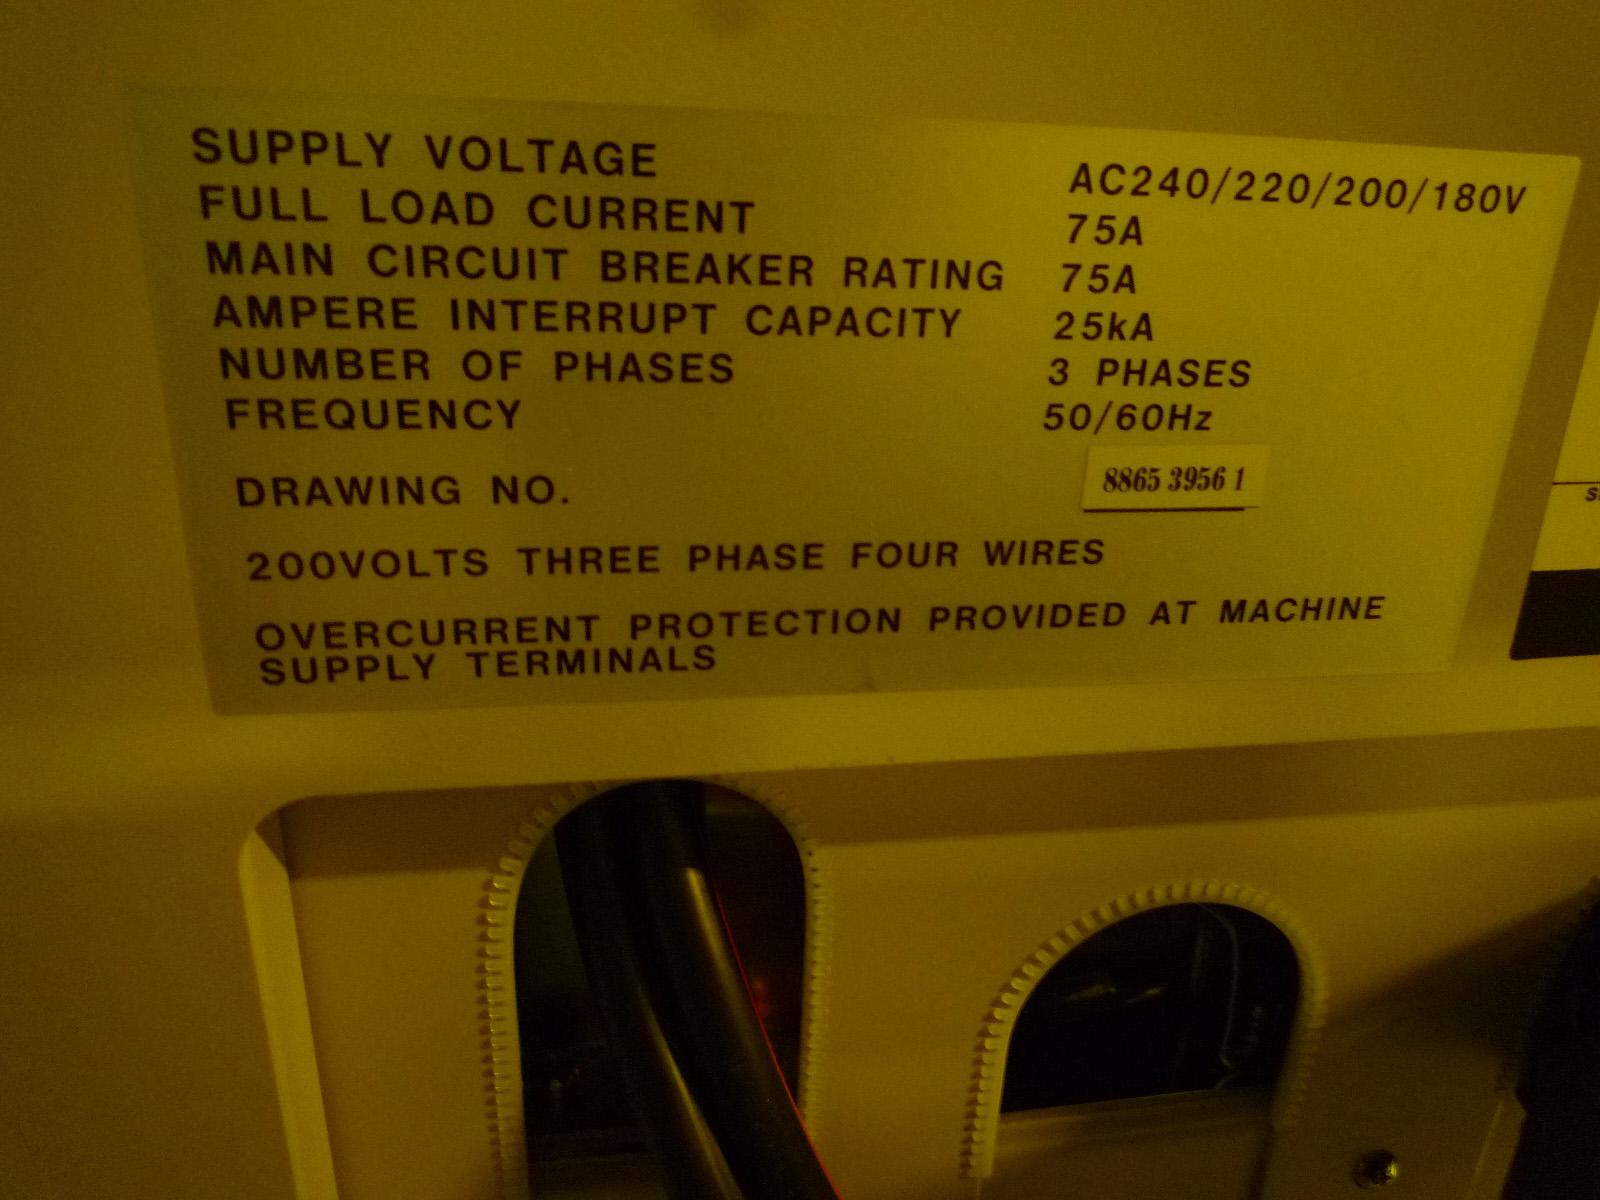 SUPPLY VOLTAGE AC240/220/200/180V
FULL LOAD CURRENT 75A
MAIN CIRCUIT BREAKER RATING 75A
AMPERE INTERRUPT CAPACITY 25kA
NUMBER OF PHASES 3 PHASES
FREQUENCY 50/60Hz
DRAWING NO. 8865 3956 1
200VOLTS THREE PHASE FOUR WIRES
OVERCURRENT PROTECTION PROVIDED AT MACHINE
SUPPLY TERMINALS